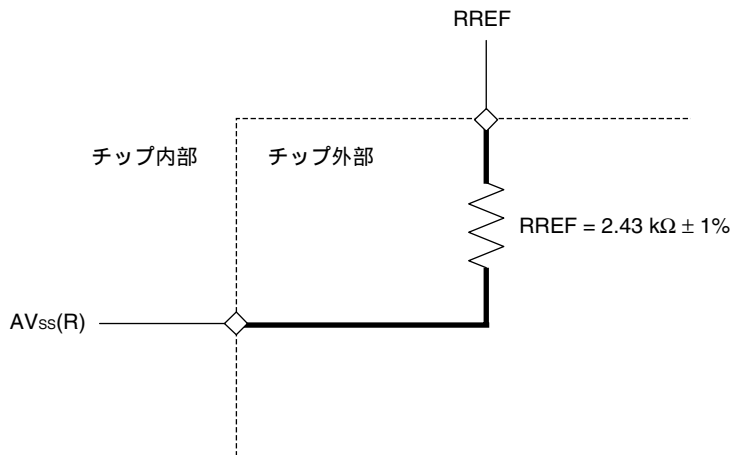 RREF
チップ内部
チップ外部
RREF = 2.43 kΩ ± 1%
AVSS(R)